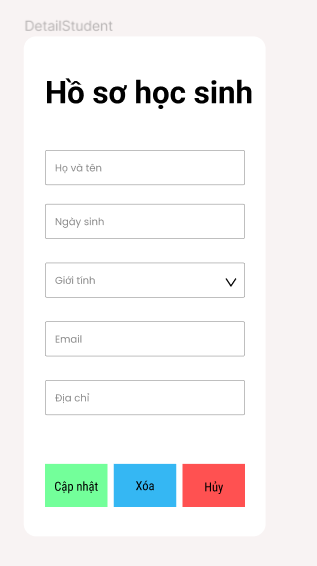 DetailStudent
Hồ sơ học sinh
Họ và tên
Ngày sinh
Giới tính
Email
Địa chỉ
Cập nhật Xóa Hủy